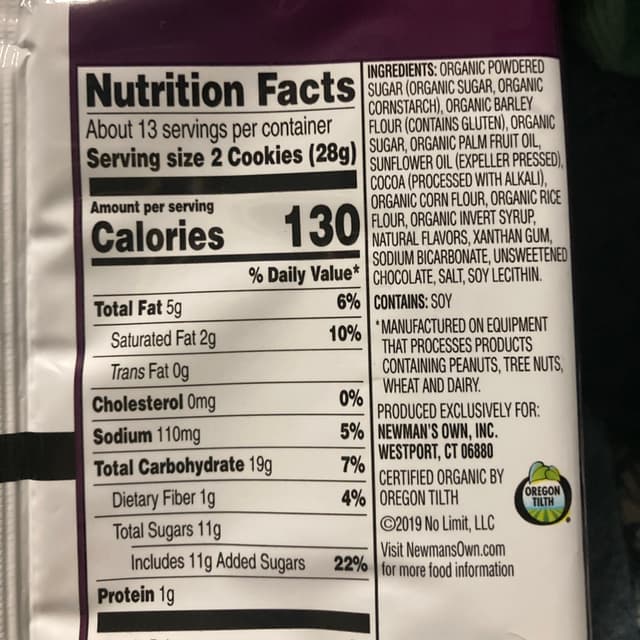 Nutrition Facts
About 13 servings per container
Serving size 2 Cookies (28g)
Amount per serving
Calories 130
% Daily Value*
Total Fat 5g 6%
Saturated Fat 2g 10%
Trans Fat 0g
Cholesterol 0mg 0%
Sodium 110mg 5%
Total Carbohydrate 19g 7%
Dietary Fiber 1g 4%
Total Sugars 11g
Includes 11g Added Sugars 22%
Protein 1g
INGREDIENTS: ORGANIC POWDERED
SUGAR (ORGANIC SUGAR, ORGANIC
CORNSTARCH), ORGANIC BARLEY
FLOUR (CONTAINS GLUTEN), ORGANIC
SUGAR, ORGANIC PALM FRUIT OIL,
SUNFLOWER OIL (EXPELLER PRESSED),
COCOA (PROCESSED WITH ALKALI),
ORGANIC CORN FLOUR, ORGANIC RICE
FLOUR, ORGANIC INVERT SYRUP,
NATURAL FLAVORS, XANTHAN GUM,
SODIUM BICARBONATE, UNSWEETENED
CHOCOLATE, SALT, SOY LECITHIN.
CONTAINS: SOY
*MANUFACTURED ON EQUIPMENT
THAT PROCESSES PRODUCTS
CONTAINING PEANUTS, TREE NUTS,
WHEAT AND DAIRY.
PRODUCED EXCLUSIVELY FOR:
NEWMAN'S OWN, INC.
WESTPORT, CT 06880
CERTIFIED ORGANIC BY
OREGON TILTH
©2019 No Limit, LLC
Visit NewmansOwn.com
for more food information
OREGON
TILTH